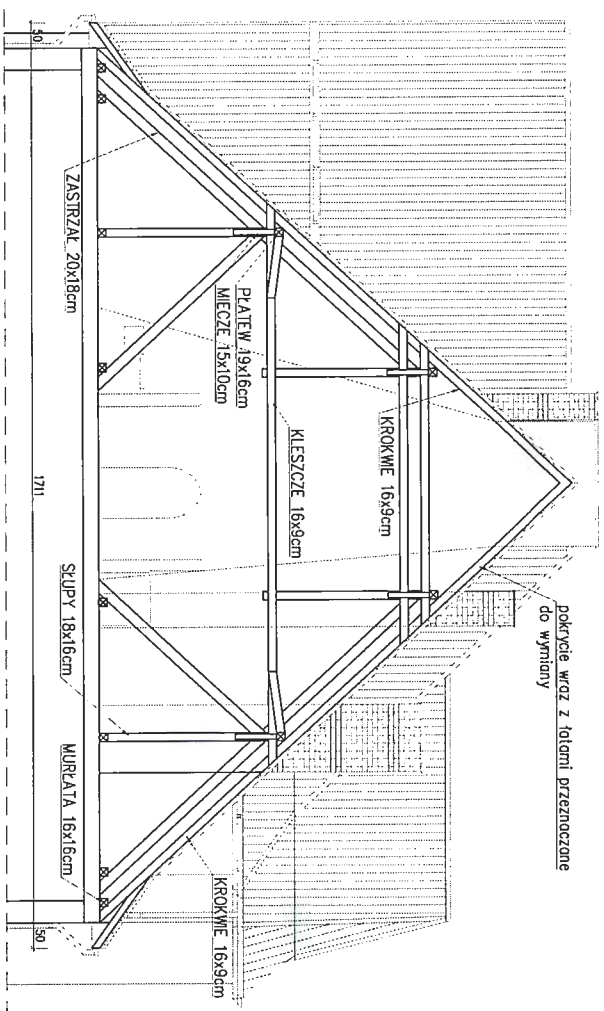 pokrycie wraz z łatami przeznaczone
do wymiany
KROKWIE 16x9cm
KLESZCZE 16x9cm
PŁATEW 19x16cm
MIECZE 15x10cm
KROKWIE 16x9cm
ZASTRZAŁ 20x18cm
SŁUPY 18x16cm
MURŁATA 16x16cm
50
1711
50